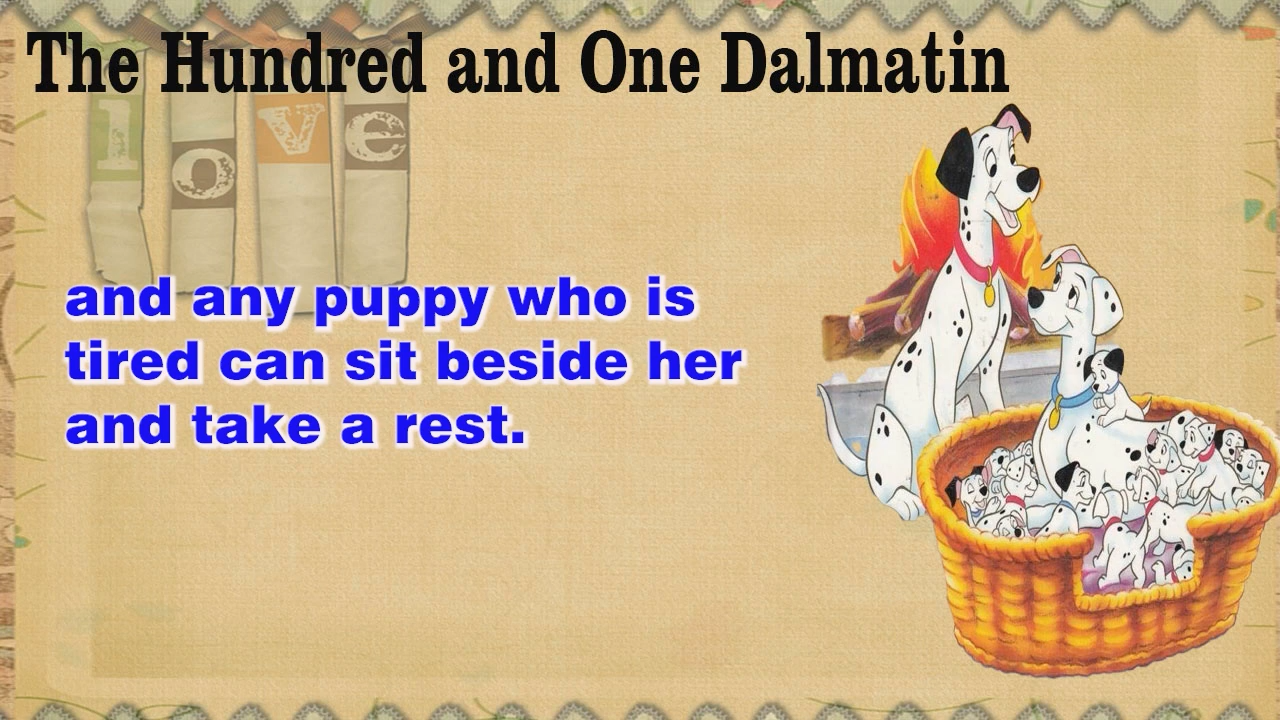 The Hundred and One Dalmatin
love
and any puppy who is
tired can sit beside her
and take a rest.